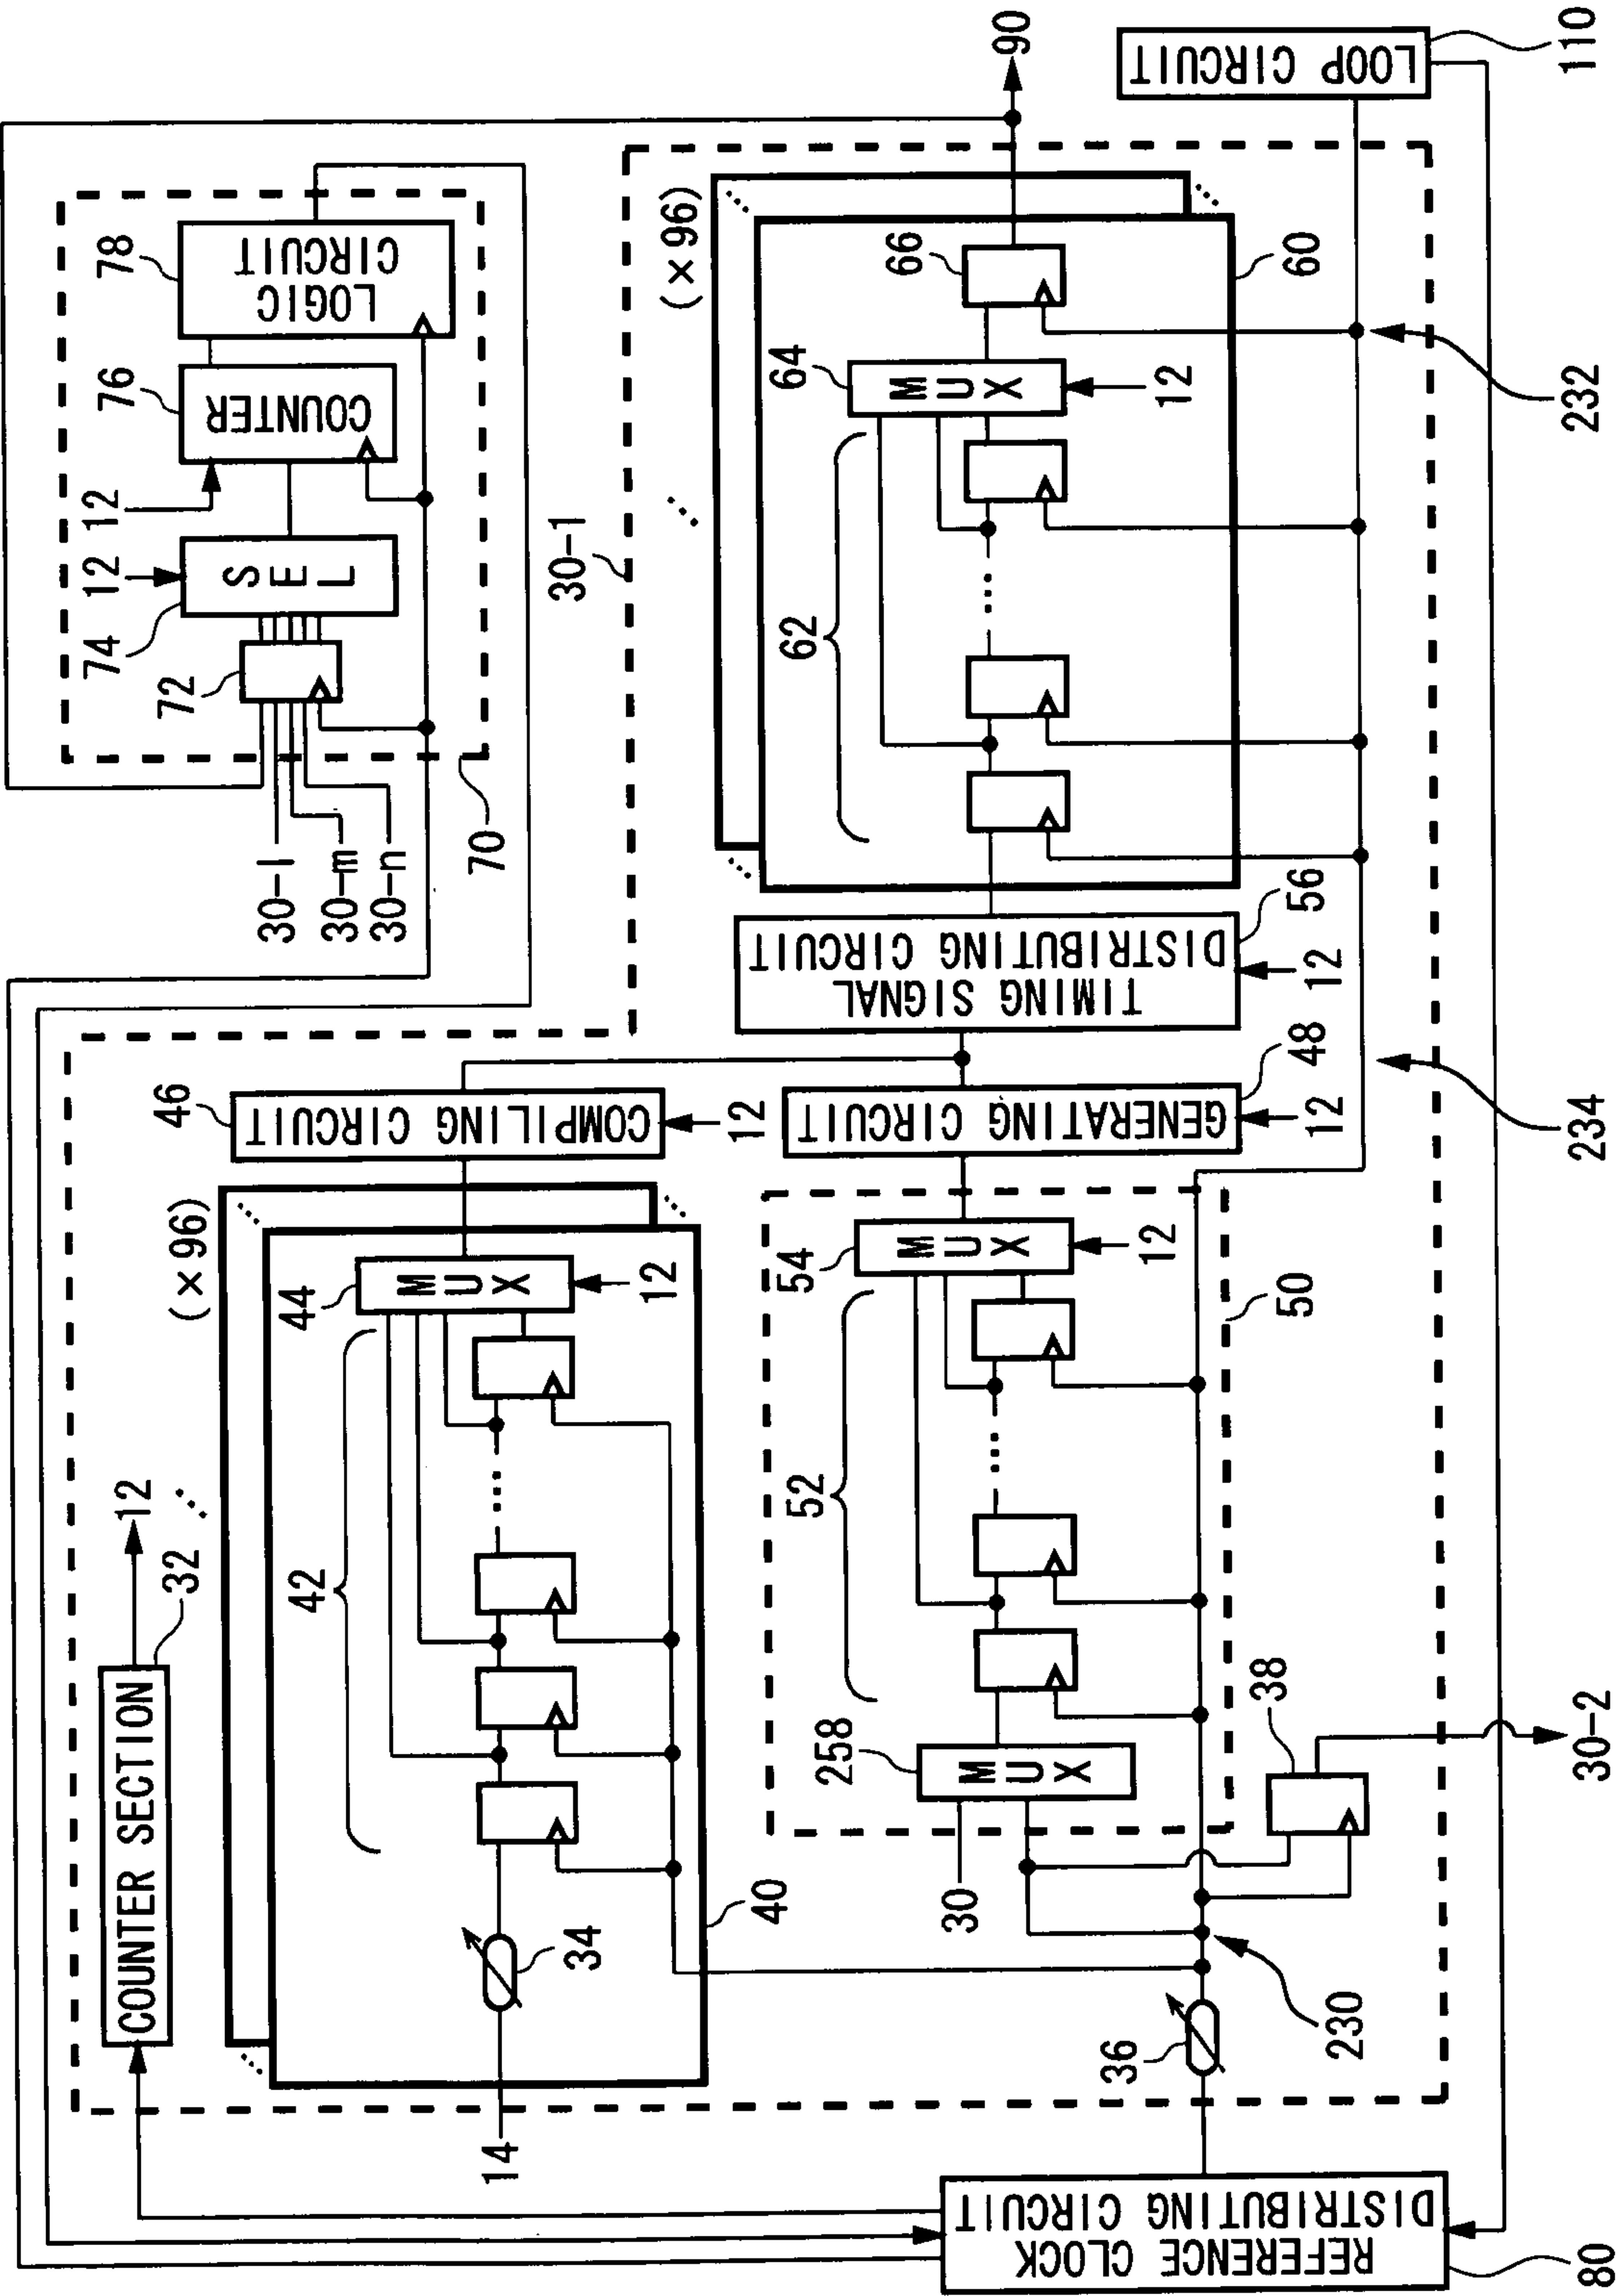 90
LOOP CIRCUIT
110
78
LOGIC
CIRCUIT
76
COUNTER
12
12
SEL
74
72
30-l
30-m
30-n
70
30-1
(×96)
66
60
64
MUX
12
232
62
TIMING SIGNAL
DISTRIBUTING CIRCUIT
56
12
46
COMPILING CIRCUIT
12
GENERATING CIRCUIT
48
12
234
(×96)
44
MUX
12
54
MUX
12
50
42
52
12
32
COUNTER SECTION
258
MUX
38
30-2
30
40
34
14
36
230
REFERENCE CLOCK
DISTRIBUTING CIRCUIT
80